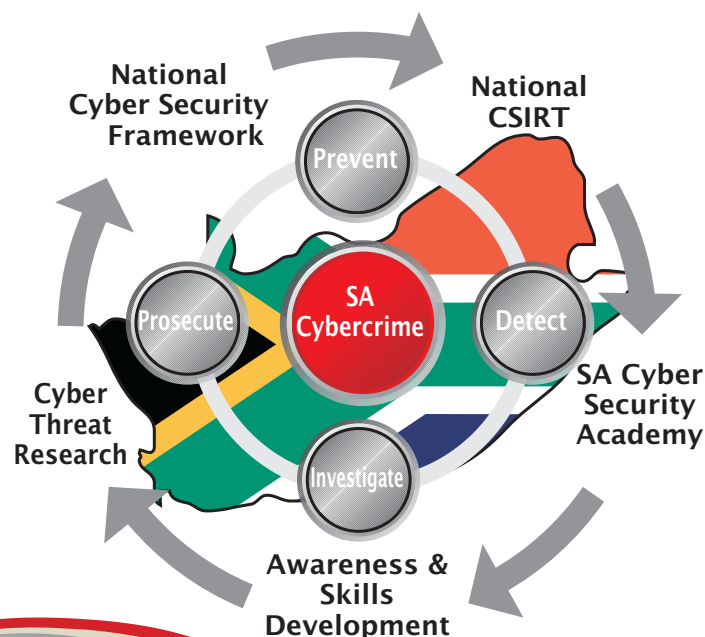 National
Cyber Security
Framework
National
CSIRT
Prevent
SA
Cybercrime
Prosecute
Detect
Investigate
Cyber
Threat
Research
SA Cyber
Security
Academy
Awareness &
Skills
Development